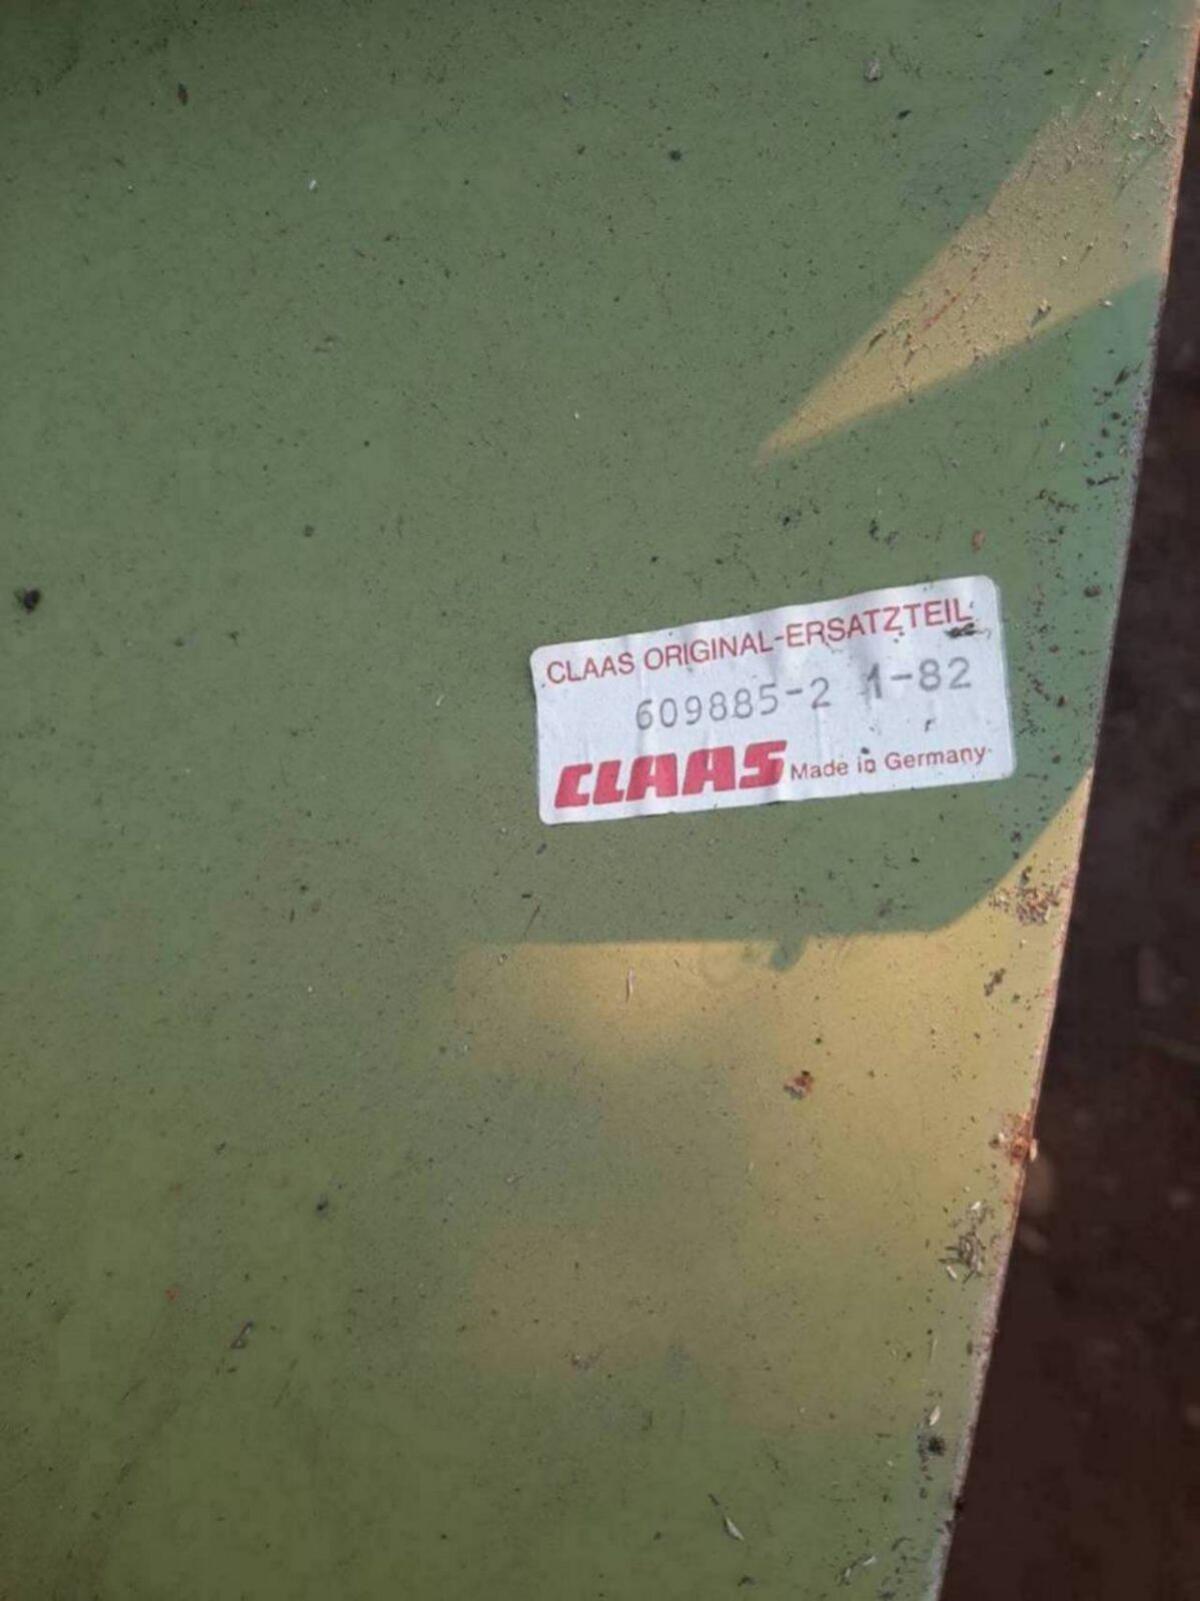 CLAAS ORIGINAL-ERSATZTEIL
609885-2 1-82
CLAAS Made in Germany